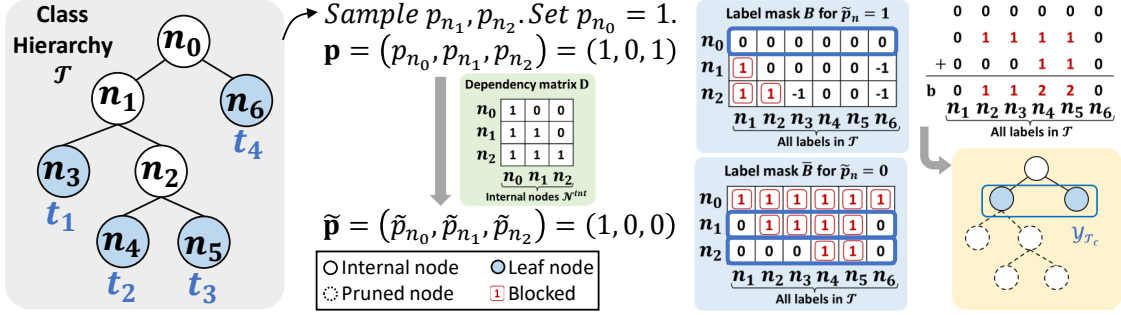 Class
Hierarchy
𝒯
n₀
n₁
n₆
t₄
n₃
n₂
t₁
n₄
n₅
t₂
t₃
Sample pₙ₁, pₙ₂. Set pₙ₀ = 1.
𝐩 = (pₙ₀, pₙ₁, pₙ₂) = (1, 0, 1)
Dependency matrix D
n₀ 1 0 0
n₁ 1 1 0
n₂ 1 1 1
n₀ n₁ n₂
Internal nodes 𝒩ⁱⁿᵗ
p̃ = (p̃ₙ₀, p̃ₙ₁, p̃ₙ₂) = (1, 0, 0)
Internal node
Leaf node
Pruned node
1 Blocked
Label mask B for p̃ₙ = 1
n₀ 0 0 0 0 0 0
n₁ 1 0 0 0 0 -1
n₂ 1 1 -1 0 0 -1
n₁ n₂ n₃ n₄ n₅ n₆
All labels in 𝒯
Label mask B̄ for p̃ₙ = 0
n₀ 1 1 1 1 1 1
n₁ 0 1 1 1 1 0
n₂ 0 0 0 1 1 0
n₁ n₂ n₃ n₄ n₅ n₆
All labels in 𝒯
0 0 0 0 0 0
0 1 1 1 1 0
+ 0 0 0 1 1 0
b 0 1 1 2 2 0
n₁ n₂ n₃ n₄ n₅ n₆
All labels in 𝒯
y𝒯_c